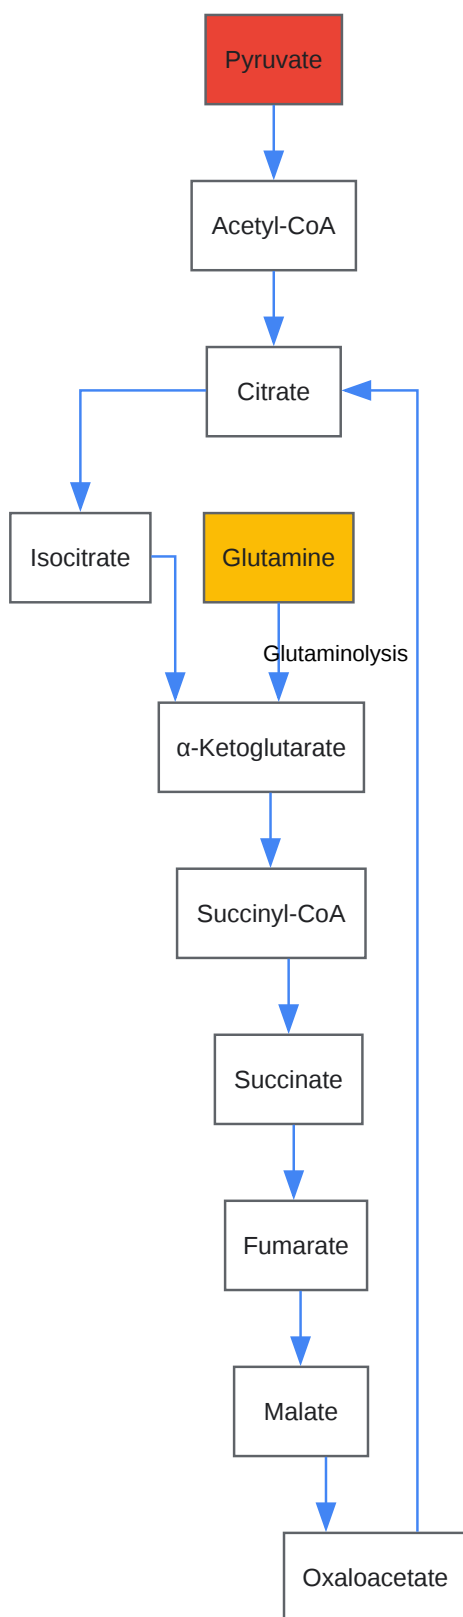 Pyruvate
Acetyl-CoA
Citrate
Isocitrate
Glutamine
Glutaminolysis
α-Ketoglutarate
Succinyl-CoA
Succinate
Fumarate
Malate
Oxaloacetate